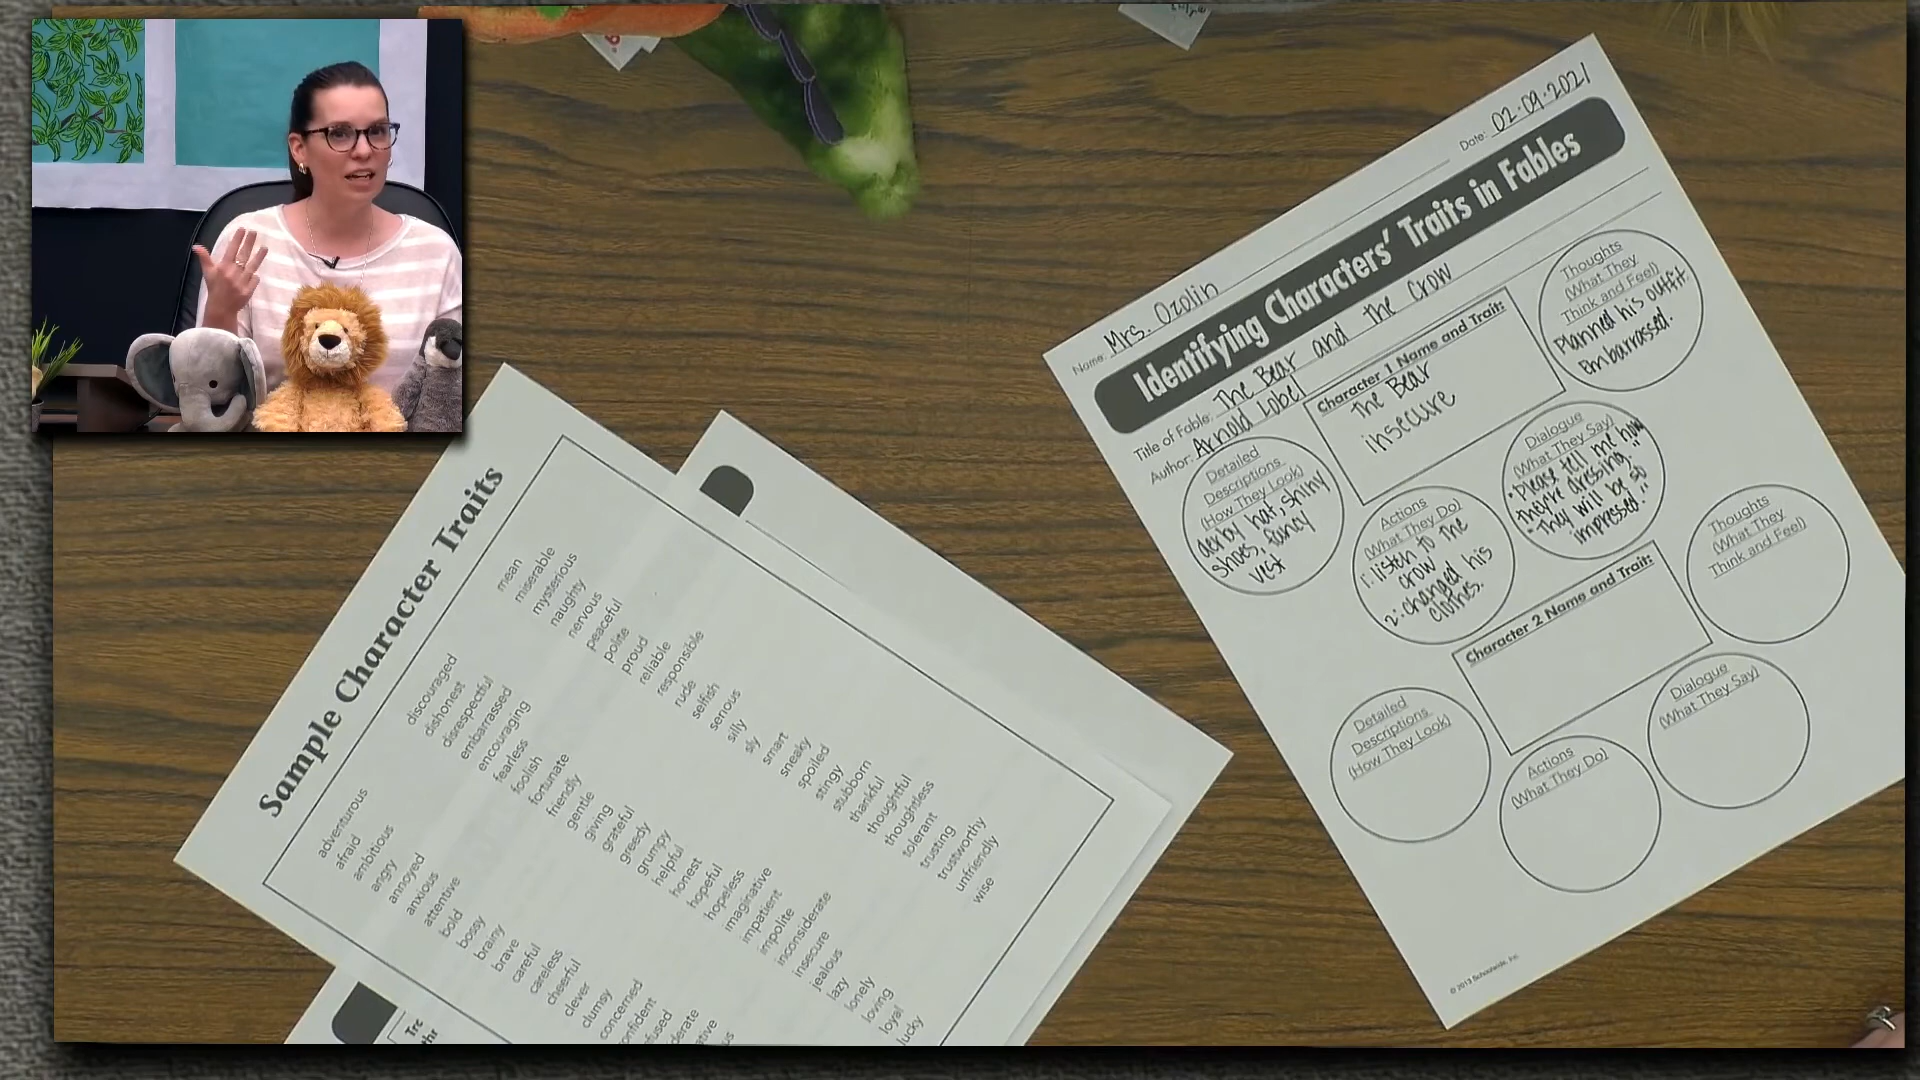 Sample Character Traits
adventurous
afraid
ambitious
angry
annoyed
anxious
attentive
bold
bossy
brainy
brave
careful
careless
cheerful
clever
clumsy
concerned
discouraged
dishonest
disrespectful
embarrassed
encouraging
fearless
foolish
fortunate
friendly
gentle
giving
grateful
greedy
grumpy
helpful
honest
hopeful
hopeless
imaginative
impatient
impolite
inconsiderate
insecure
jealous
lazy
lonely
loving
loyal
lucky
mean
miserable
mysterious
naughty
nervous
peaceful
polite
proud
reliable
responsible
rude
selfish
serious
silly
sly
smart
sneaky
spoiled
stingy
stubborn
thankful
thoughtful
thoughtless
tolerant
trusting
trustworthy
unfriendly
wise
Name: Mrs. Ozolin Date: 02.09.2021
Identifying Characters' Traits in Fables
Title of Fable: The Bear and the Crow
Author: Arnold Lobel
Character 1 Name and Trait:
The Bear
insecure
Detailed
Descriptions
(How They Look)
derby hat, shiny
shoes, fancy
vest
Actions
(What They Do)
1: listen to the
crow
2: changed his
clothes.
Dialogue
(What They Say)
"Please tell me how
they're dressing."
"They will be so
impressed."
Thoughts
(What They
Think and Feel)
Planned his outfit.
Embarrassed.
Character 2 Name and Trait:
Detailed
Descriptions
(How They Look)
Actions
(What They Do)
Dialogue
(What They Say)
Thoughts
(What They
Think and Feel)
© 2013 Schoolwide, Inc.